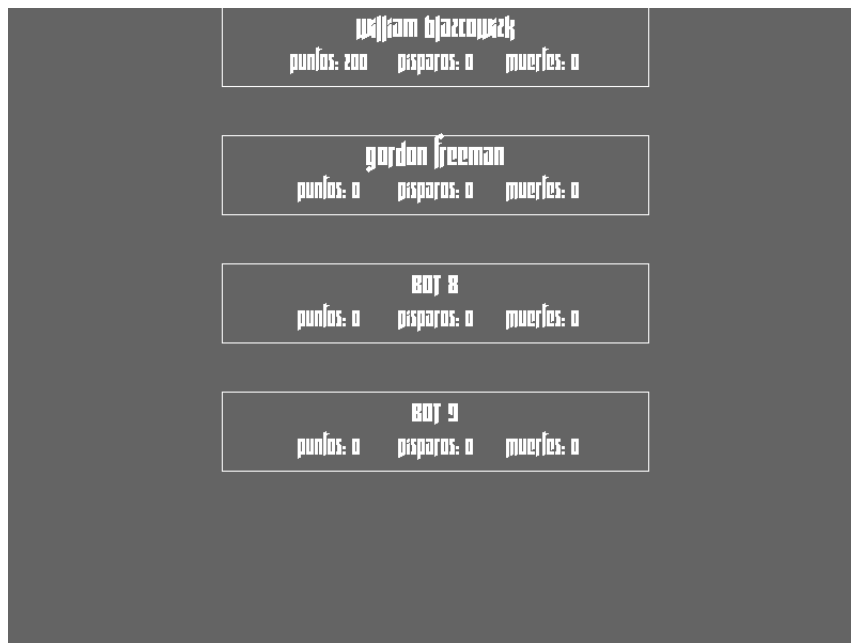 william blazcowizk
puntos: 200 Disparos: 0 muertes: 0
gordon freeman
puntos: 0 Disparos: 0 muertes: 0
BOT 8
puntos: 0 Disparos: 0 muertes: 0
BOT 9
puntos: 0 Disparos: 0 muertes: 0